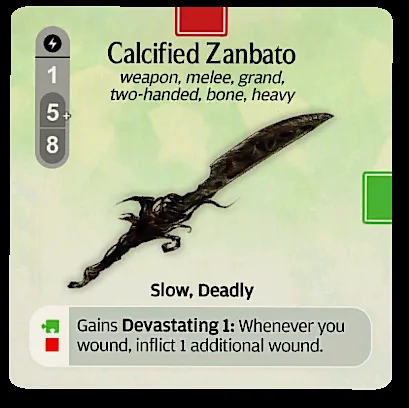 Calcified Zanbato
weapon, melee, grand,
two-handed, bone, heavy
1
5+
8
Slow, Deadly
Gains Devastating 1: Whenever you
wound, inflict 1 additional wound.